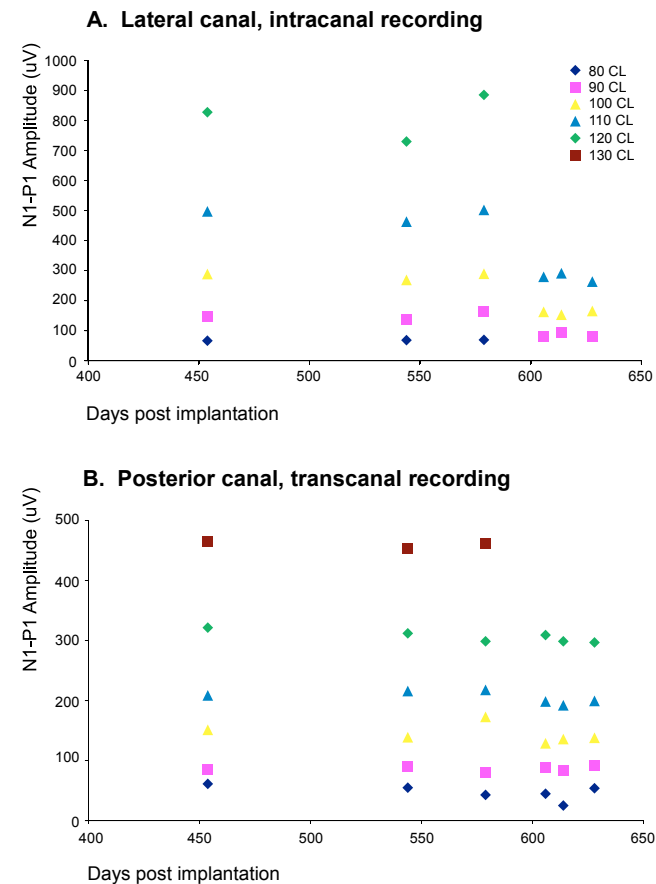 A. Lateral canal, intracanal recording
N1-P1 Amplitude (uV)
1000
900
800
700
600
500
400
300
200
100
0
400 450 500 550 600 650
80 CL
90 CL
100 CL
110 CL
120 CL
130 CL
Days post implantation
B. Posterior canal, transcanal recording
N1-P1 Amplitude (uV)
500
400
300
200
100
0
400 450 500 550 600 650
Days post implantation